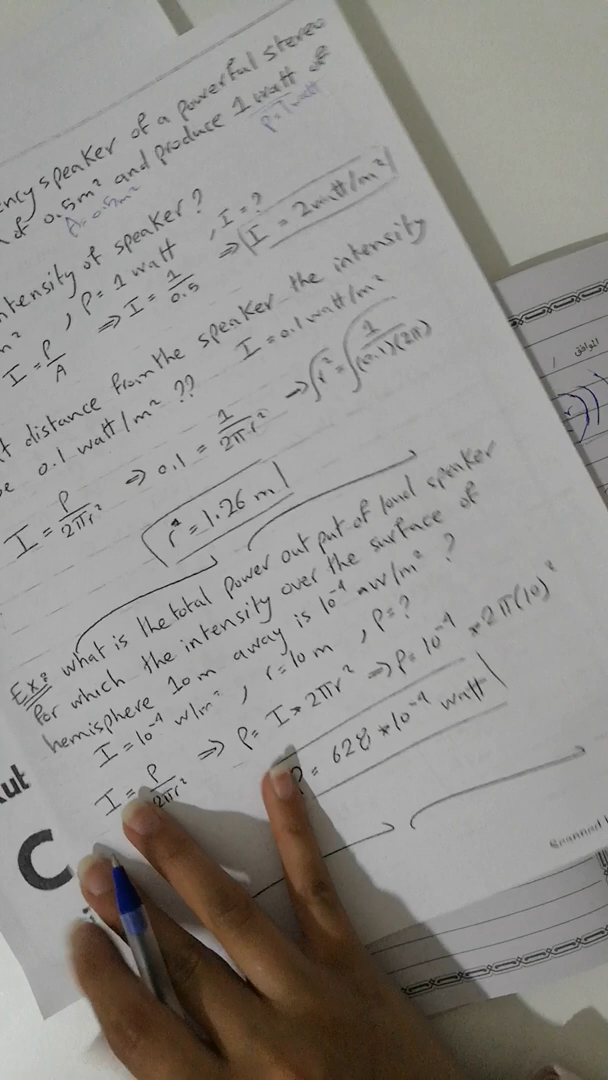 ency speaker of a powerful stereo
of 0.5m² and produce 1 watt of
A=0.5m² P=1watt
ntensity of speaker?
m² , P=1 watt , I=?
I = P/A ⇒ I = 1/0.5 ⇒ I = 2watt/m²
t distance from the speaker the intensity
be 0.1 watt/m² ?? I = 0.1 watt/m²
I = P/2πr² ⇒ 0.1 = 1/2πr² → √r² = √1/(0.1)(2π)
r = 1.26 m
Ex: what is the total power out put of loud speaker
for which the intensity over the surface of
hemisphere 10m away is 10⁻⁴ w/m² ?
I = 10⁻⁴ w/m² , r = 10 m , P = ?
I = P/2πr² ⇒ P = I * 2πr² ⇒ P = 10⁻⁴ * 2π(10)²
P = 628 * 10⁻⁴ watt
C
الموافق /